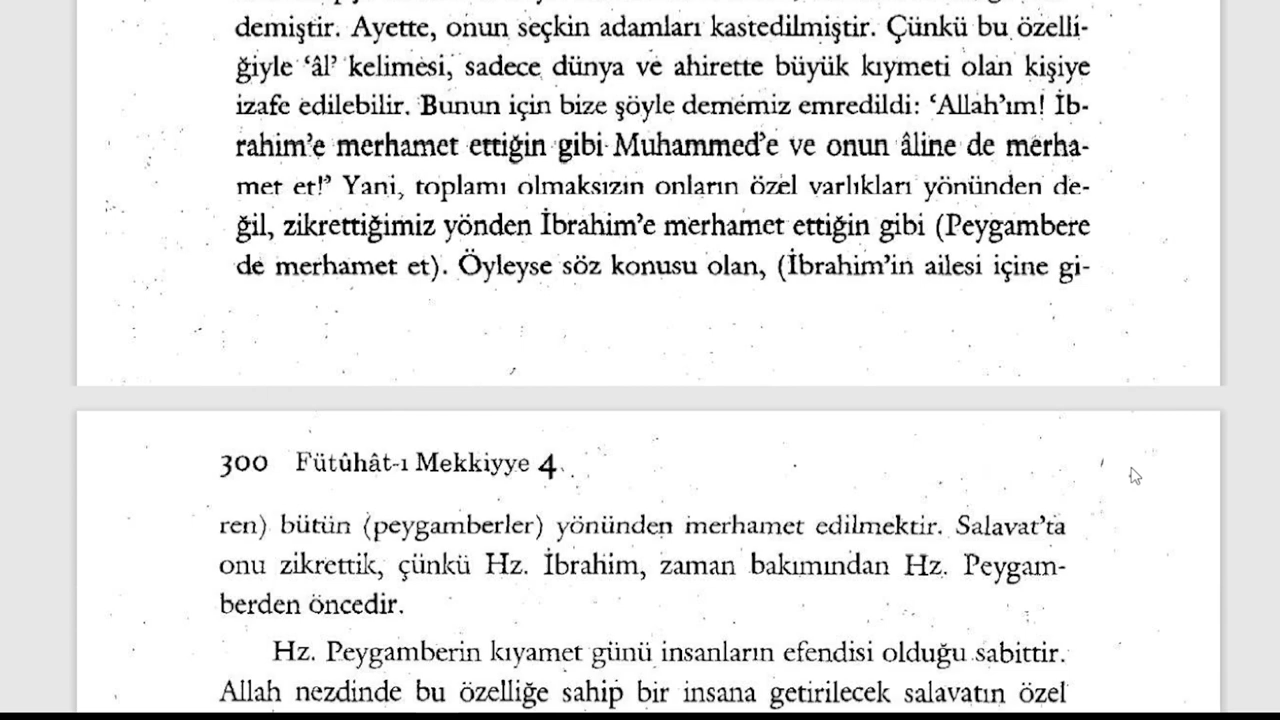 demiştir. Ayette, onun seçkin adamları kastedilmiştir. Çünkü bu özelli-
ğiyle ‘âl’ kelimesi, sadece dünya ve ahirette büyük kıymeti olan kişiye
izafe edilebilir. Bunun için bize şöyle dememiz emredildi: ‘Allah’ım! İb-
rahim’e merhamet ettiğin gibi Muhammed’e ve onun âline de merha-
met et!’ Yani, toplamı olmaksızın onların özel varlıkları yönünden de-
ğil, zikrettiğimiz yönden İbrahim’e merhamet ettiğin gibi (Peygambere
de merhamet et). Öyleyse söz konusu olan, (İbrahim’in ailesi içine gi-
300 Fütûhât-ı Mekkiyye 4
ren) bütün (peygamberler) yönünden merhamet edilmektir. Salavat’ta
onu zikrettik, çünkü Hz. İbrahim, zaman bakımından Hz. Peygam-
berden öncedir.
Hz. Peygamberin kıyamet günü insanların efendisi olduğu sabittir.
Allah nezdinde bu özelliğe sahip bir insana getirilecek salavatın özel